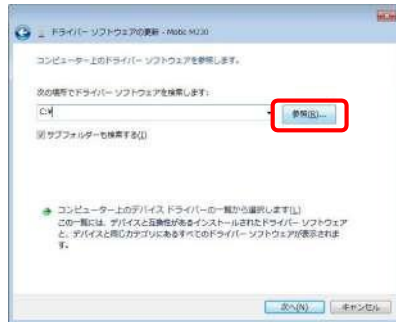 ドライバー ソフトウェアの更新 - Mobic M230
コンピューター上のドライバー ソフトウェアを参照します。
次の場所でドライバー ソフトウェアを検索します:
C:¥
参照(R)...
サブフォルダーも検索する(I)
コンピューター上のデバイス ドライバーの一覧から選択します(L)
この一覧には、デバイスと互換性があるインストールされたドライバー ソフトウェア
と、デバイスと同じカテゴリにあるすべてのドライバー ソフトウェアが表示されま
す。
次へ(N)
キャンセル